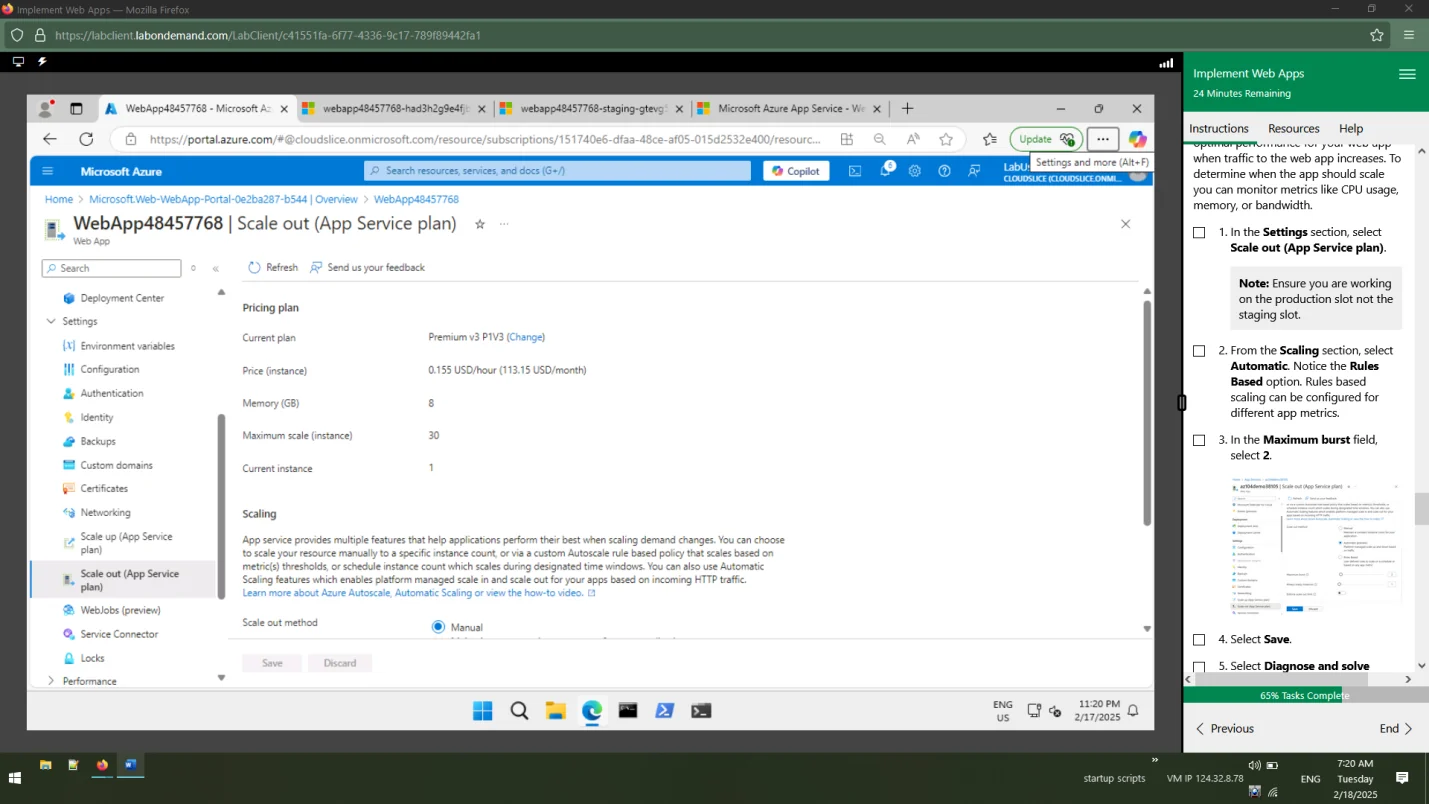 Implement Web Apps — Mozilla Firefox
https://labclient.labondemand.com/LabClient/c41551fa-6f77-4336-9c17-789f89442fa1
WebApp48457768 - Microsoft Az
webapp48457768-had3h2g9e4fjb
webapp48457768-staging-gtevg5
Microsoft Azure App Service - We
https://portal.azure.com/#@cloudslice.onmicrosoft.com/resource/subscriptions/151740e6-dfaa-48ce-af05-015d2532e400/resourc...
Update
Settings and more (Alt+F)
Microsoft Azure
Search resources, services, and docs (G+/)
Copilot
6
LabUs
CLOUDSLICE (CLOUDSLICE.ONMI...
Home > Microsoft.Web-WebApp-Portal-0e2ba287-b544 | Overview > WebApp48457768
WebApp48457768 | Scale out (App Service plan)
Web App
Search
Refresh
Send us your feedback
Deployment Center
Settings
Environment variables
Configuration
Authentication
Identity
Backups
Custom domains
Certificates
Networking
Scale up (App Service
plan)
Scale out (App Service
plan)
WebJobs (preview)
Service Connector
Locks
Performance
Pricing plan
Current plan
Premium v3 P1V3 (Change)
Price (instance)
0.155 USD/hour (113.15 USD/month)
Memory (GB)
8
Maximum scale (instance)
30
Current instance
1
Scaling
App service provides multiple features that help applications perform their best when scaling demand changes. You can choose
to scale your resource manually to a specific instance count, or via a custom Autoscale rule based policy that scales based on
metric(s) thresholds, or schedule instance count which scales during designated time windows. You can also use Automatic
Scaling features which enables platform managed scale in and scale out for your apps based on incoming HTTP traffic.
Learn more about Azure Autoscale, Automatic Scaling or view the how-to video.
Scale out method
Manual
Save
Discard
ENG
US
11:20 PM
2/17/2025
Implement Web Apps
24 Minutes Remaining
Instructions
Resources
Help
optimal performance for your web app
when traffic to the web app increases. To
determine when the app should scale
you can monitor metrics like CPU usage,
memory, or bandwidth.
1. In the Settings section, select
Scale out (App Service plan).
Note: Ensure you are working
on the production slot not the
staging slot.
2. From the Scaling section, select
Automatic. Notice the Rules
Based option. Rules based
scaling can be configured for
different app metrics.
3. In the Maximum burst field,
select 2.
4. Select Save.
5. Select Diagnose and solve
65% Tasks Complete
Previous
End
startup scripts
VM IP 124.32.8.78
ENG
7:20 AM
Tuesday
2/18/2025